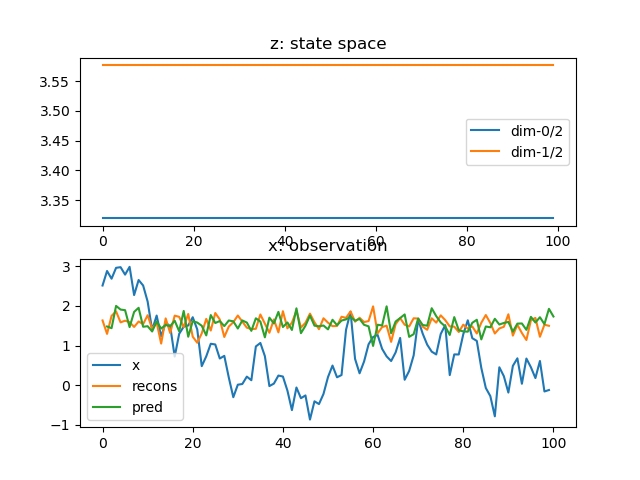 z: state space
3.55
3.50
3.45
3.40
3.35
dim-0/2
dim-1/2
0 20 40 60 80 100
x: observation
3
2
1
0
−1
x
recons
pred
0 20 40 60 80 100